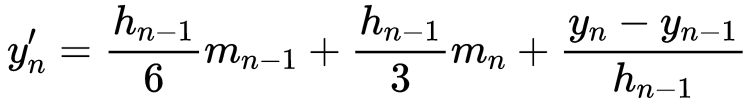 y'_n = \frac{h_{n-1}}{6} m_{n-1} + \frac{h_{n-1}}{3} m_n + \frac{y_n - y_{n-1}}{h_{n-1}}